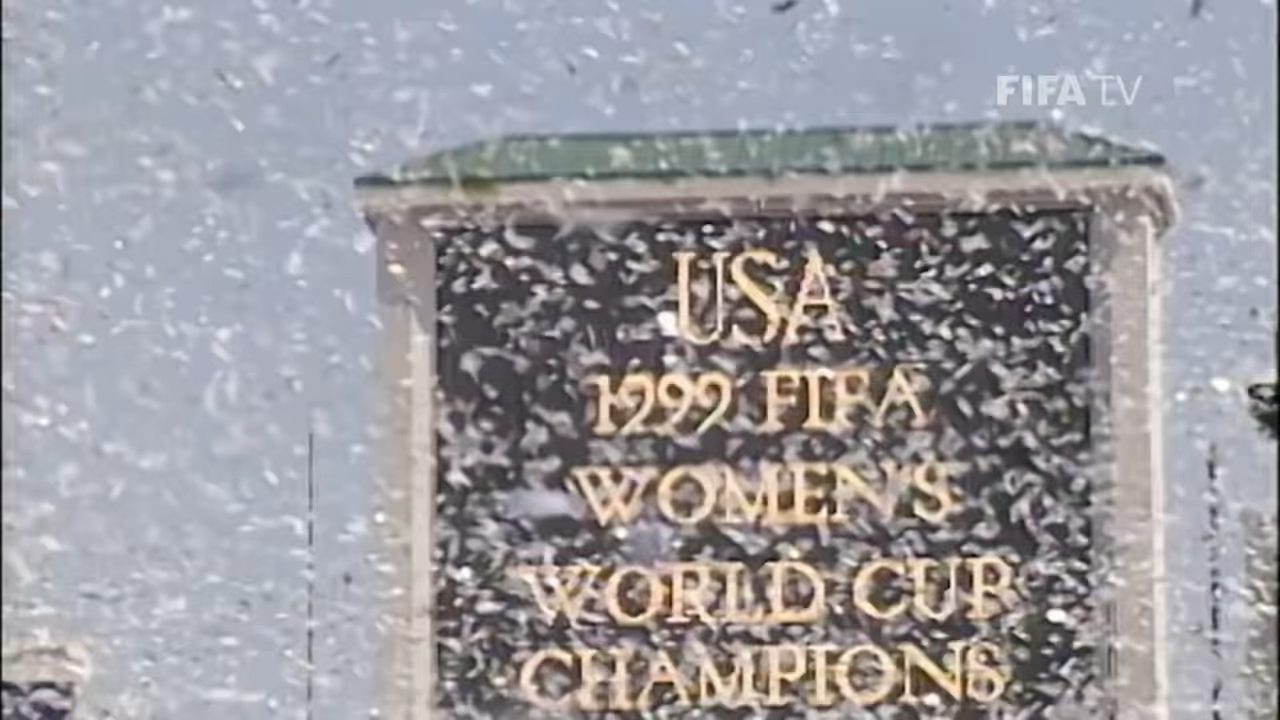 FIFA TV
USA
1999 FIFA
WOMEN'S
WORLD CUP
CHAMPIONS